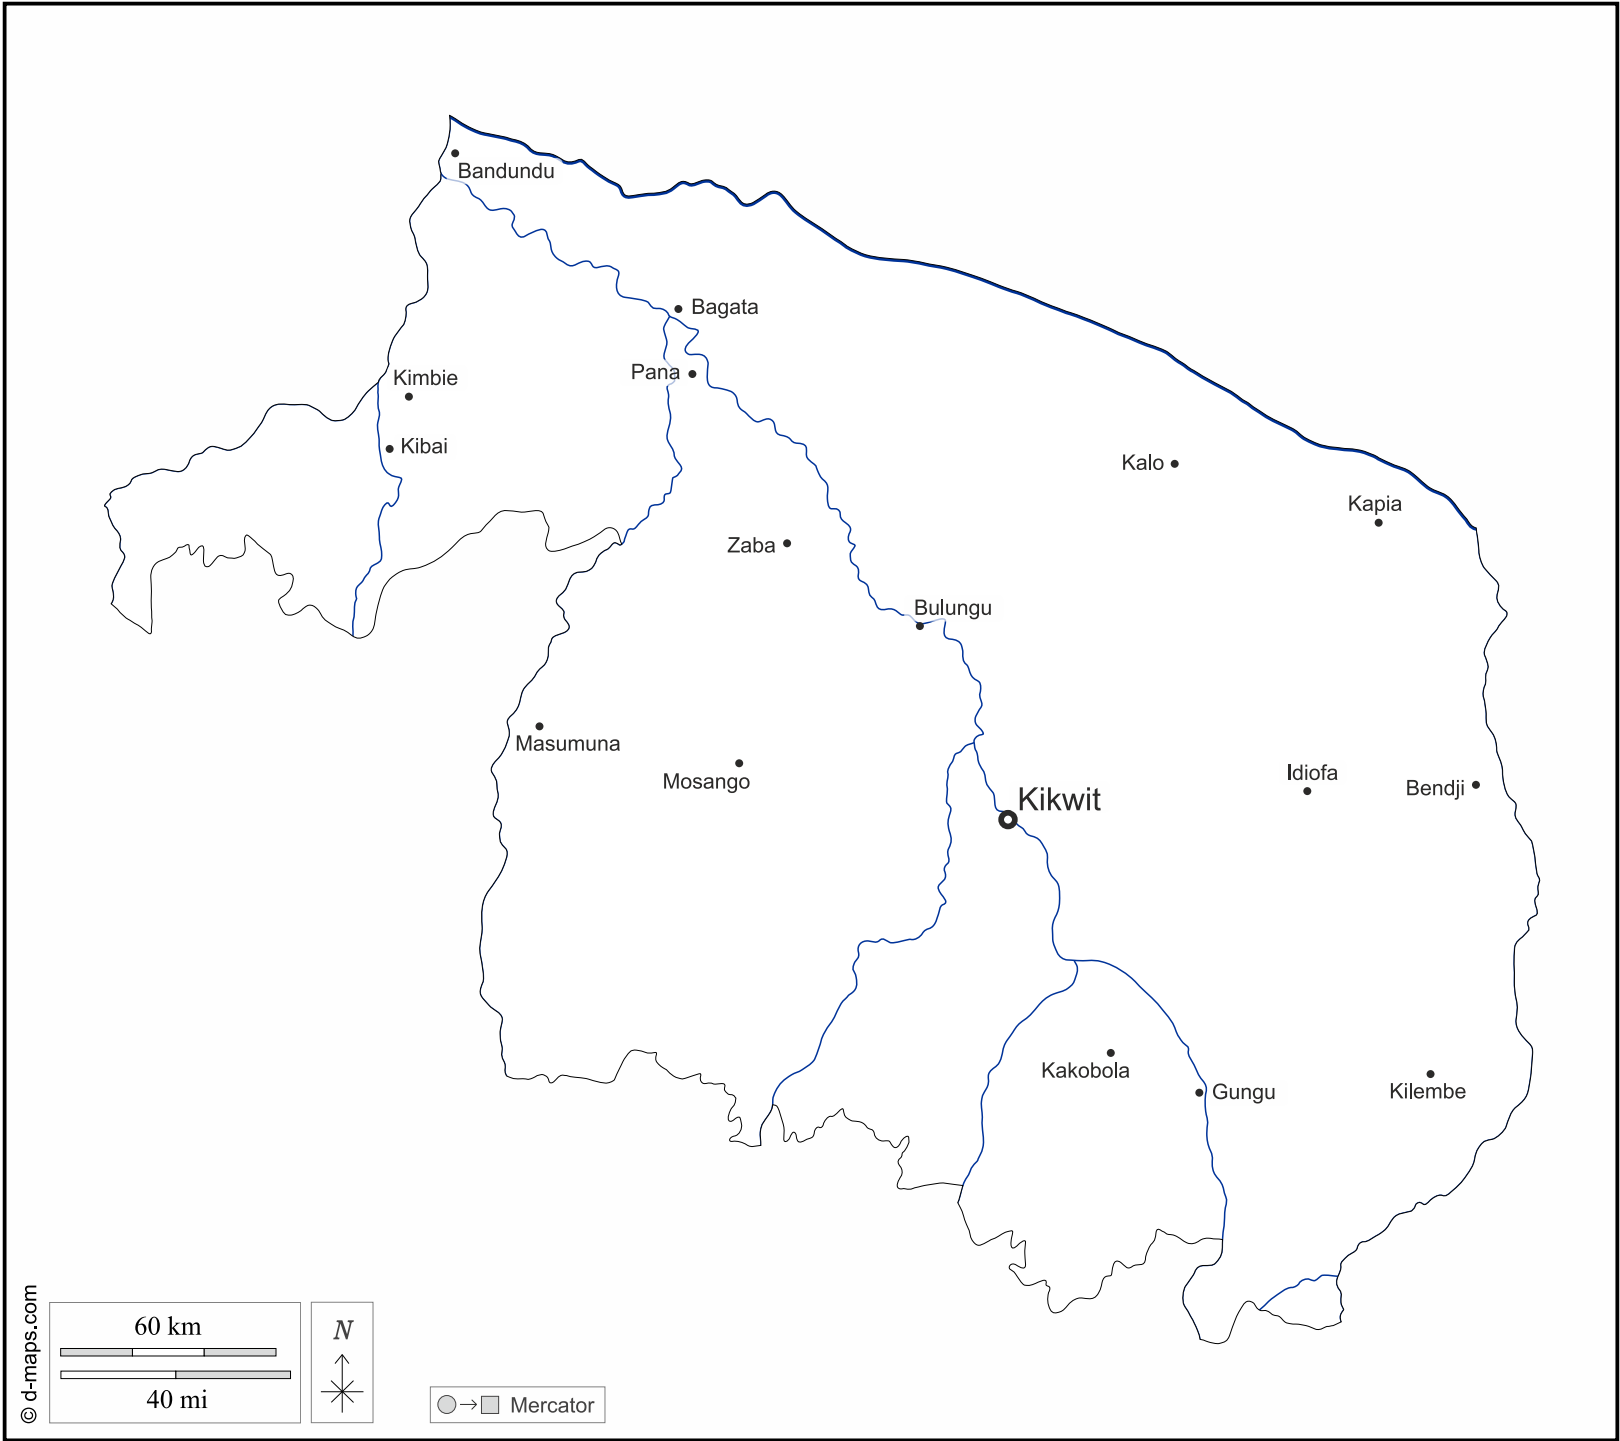 Bandundu
Bagata
Pana
Kimbie
Kibai
Kalo
Kapia
Zaba
Bulungu
Masumuna
Mosango
Idiofa
Bendji
Kikwit
Kakobola
Gungu
Kilembe
© d-maps.com
60 km
40 mi
N
Mercator